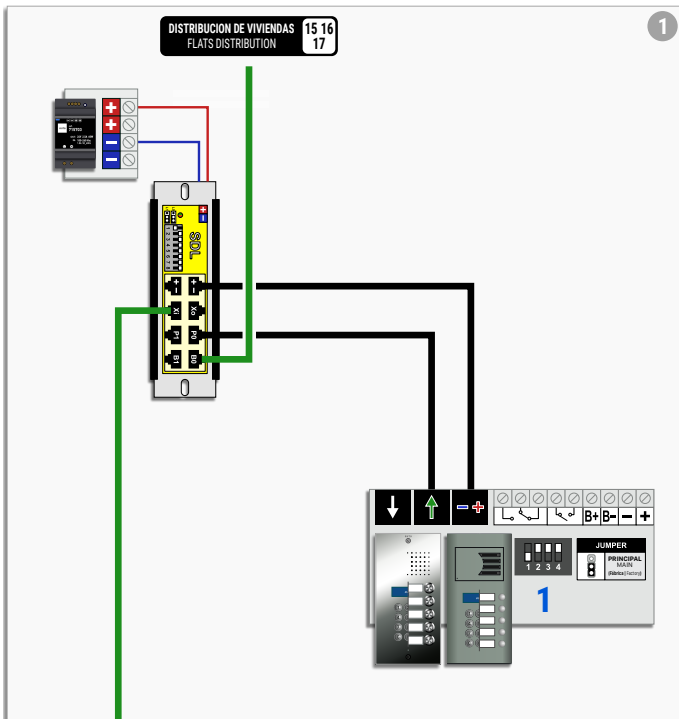 1
DISTRIBUCION DE VIVIENDAS
FLATS DISTRIBUTION
15 16
17
+
+
−
−
+
−
SDL
+ −
+ −
Xi
Xo
P1
P0
B1
B0
− +
B+ B- − +
1 2 3 4
JUMPER
PRINCIPAL
MAIN
(Fábrica | Factory)
1